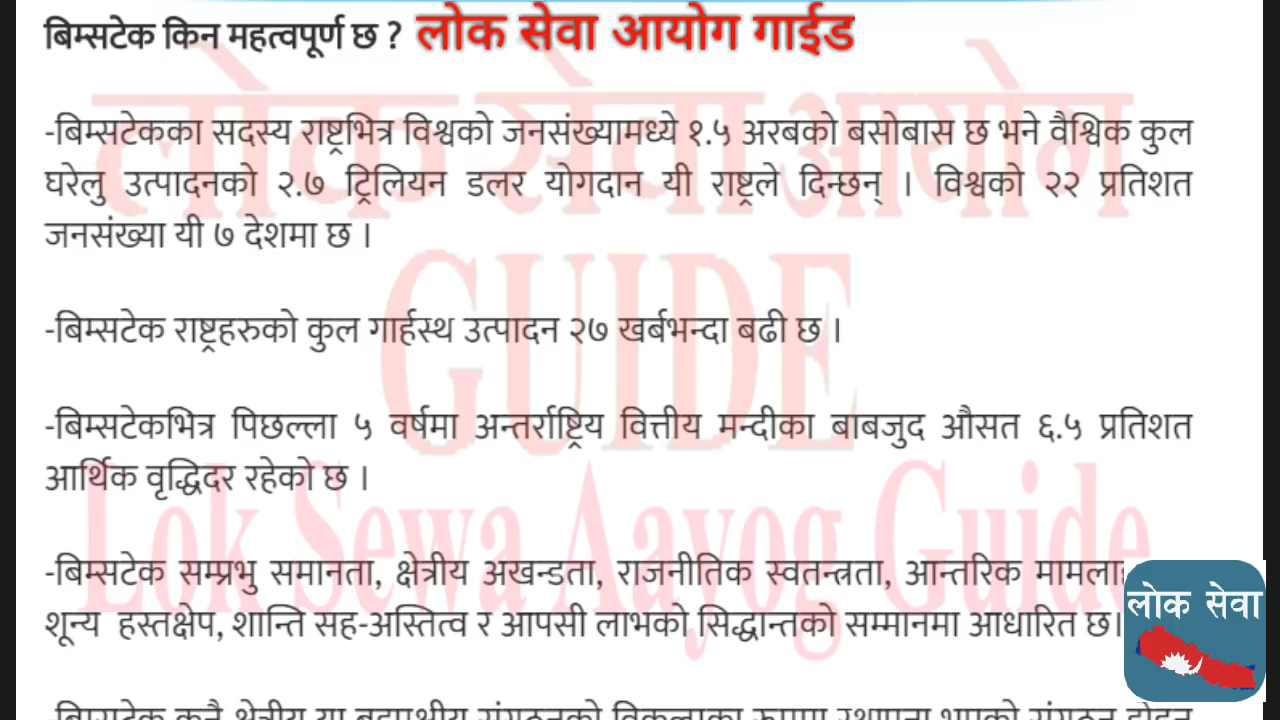 बिम्सटेक किन महत्वपूर्ण छ ? लोक सेवा आयोग गाईड
-बिम्सटेकका सदस्य राष्ट्रभित्र विश्वको जनसंख्यामध्ये १.५ अरबको बसोबास छ भने वैश्विक कुल
घरेलु उत्पादनको २.७ ट्रिलियन डलर योगदान यी राष्ट्रले दिन्छन् । विश्वको २२ प्रतिशत
जनसंख्या यी ७ देशमा छ ।
-बिम्सटेक राष्ट्रहरुको कुल गार्हस्थ उत्पादन २७ खर्बभन्दा बढी छ ।
-बिम्सटेकभित्र पिछल्ला ५ वर्षमा अन्तर्राष्ट्रिय वित्तीय मन्दीका बाबजुद औसत ६.५ प्रतिशत
आर्थिक वृद्धिदर रहेको छ ।
-बिम्सटेक सम्प्रभु समानता, क्षेत्रीय अखन्डता, राजनीतिक स्वतन्त्रता, आन्तरिक
शून्य हस्तक्षेप, शान्ति सह-अस्तित्व र आपसी लाभको सिद्धान्तको सम्मानमा आधारित छ।
लोक सेवा
लोक सेवा आयोग
GUIDE
Lok Sewa Aayog Guide